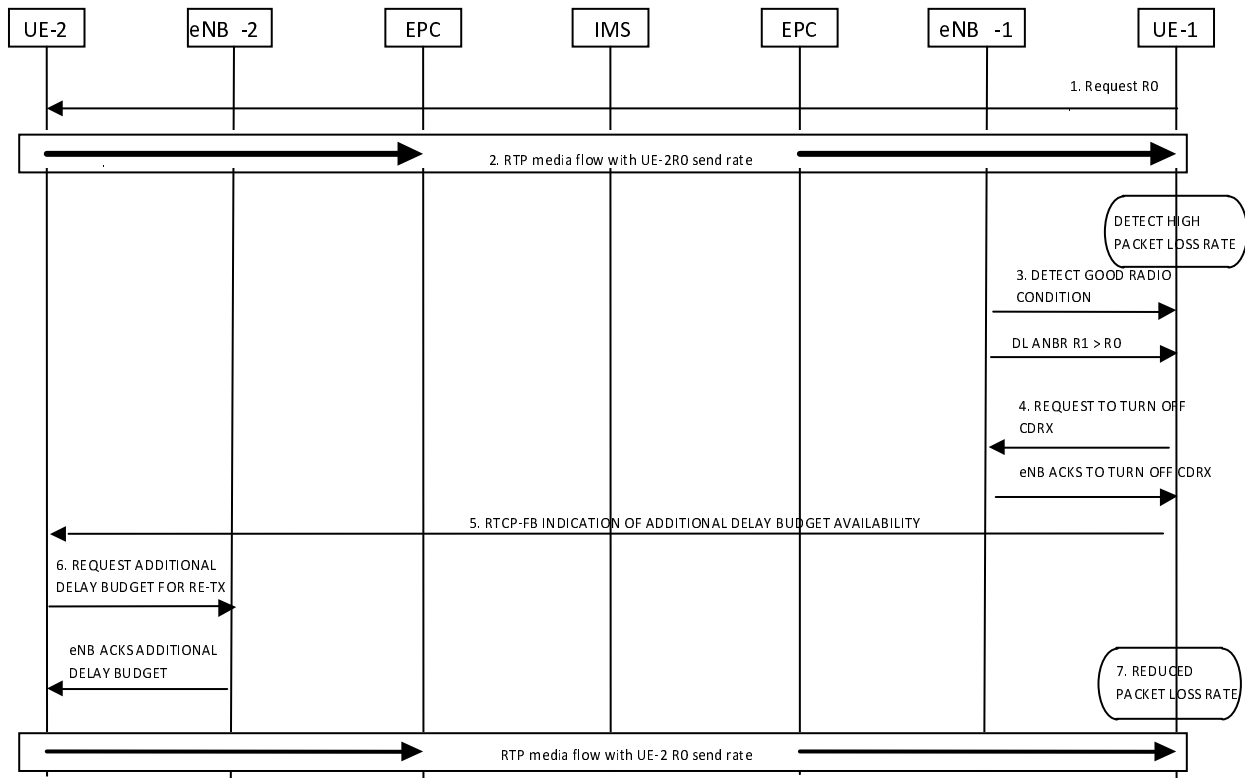 UE-2
eNB -2
EPC
IMS
EPC
eNB -1
UE-1
1. Request R0
2. RTP media flow with UE-2R0 send rate
DETECT HIGH
PACKET LOSS RATE
3. DETECT GOOD RADIO
CONDITION
DL ANBR R1 > R0
4. REQUEST TO TURN OFF
CDRX
eNB ACKS TO TURN OFF CDRX
5. RTCP-FB INDICATION OF ADDITIONAL DELAY BUDGET AVAILABILITY
6. REQUEST ADDITIONAL
DELAY BUDGET FOR RE-TX
eNB ACKS ADDITIONAL
DELAY BUDGET
7. REDUCED
PACKET LOSS RATE
RTP media flow with UE-2 R0 send rate